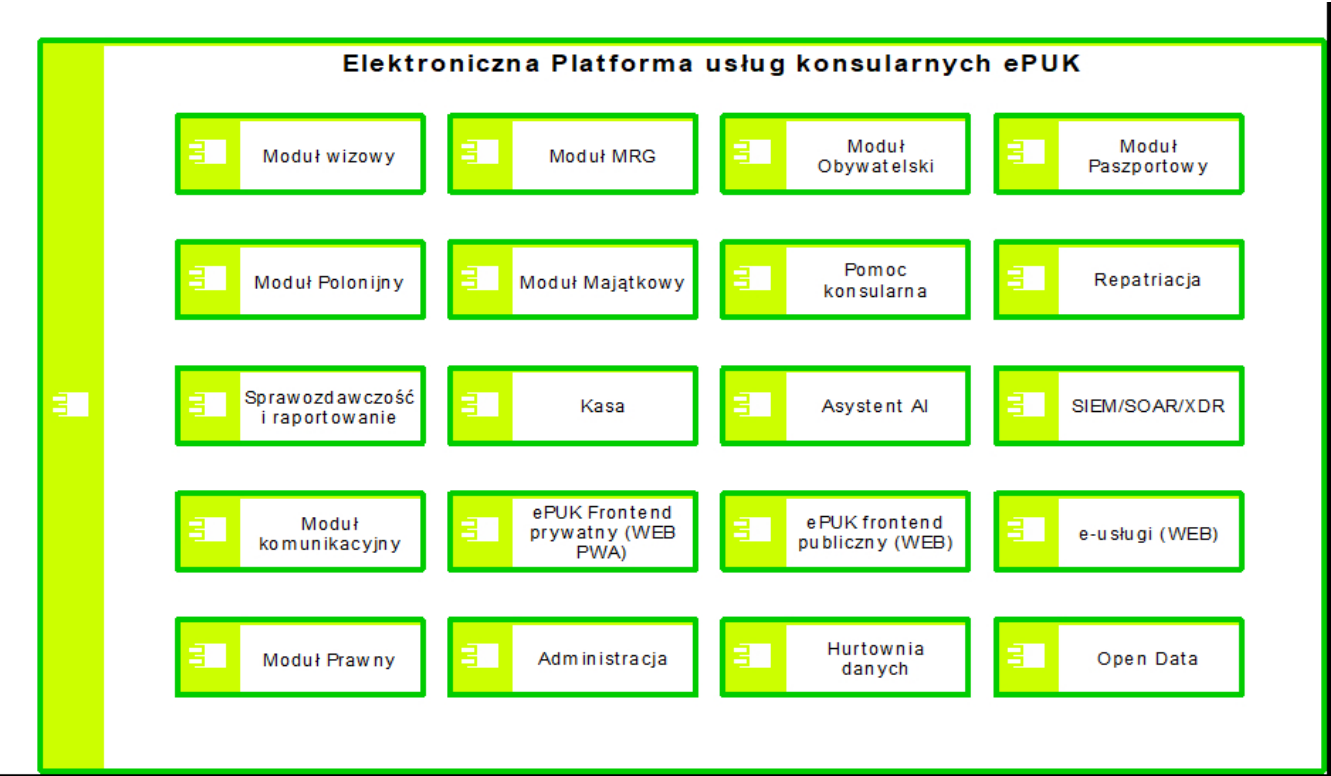 Elektroniczna Platforma usług konsularnych ePUK
Moduł wizowy
Moduł MRG
Moduł
Obywatelski
Moduł
Paszportowy
Moduł Polonijny
Moduł Majątkowy
Pomoc
konsularna
Repatriacja
Sprawozdawczość
i raportowanie
Kasa
Asystent AI
SIEM/SOAR/XDR
Moduł
komunikacyjny
ePUK Frontend
prywatny (WEB
PWA)
ePUK frontend
publiczny (WEB)
e-usługi (WEB)
Moduł Prawny
Administracja
Hurtownia
danych
Open Data